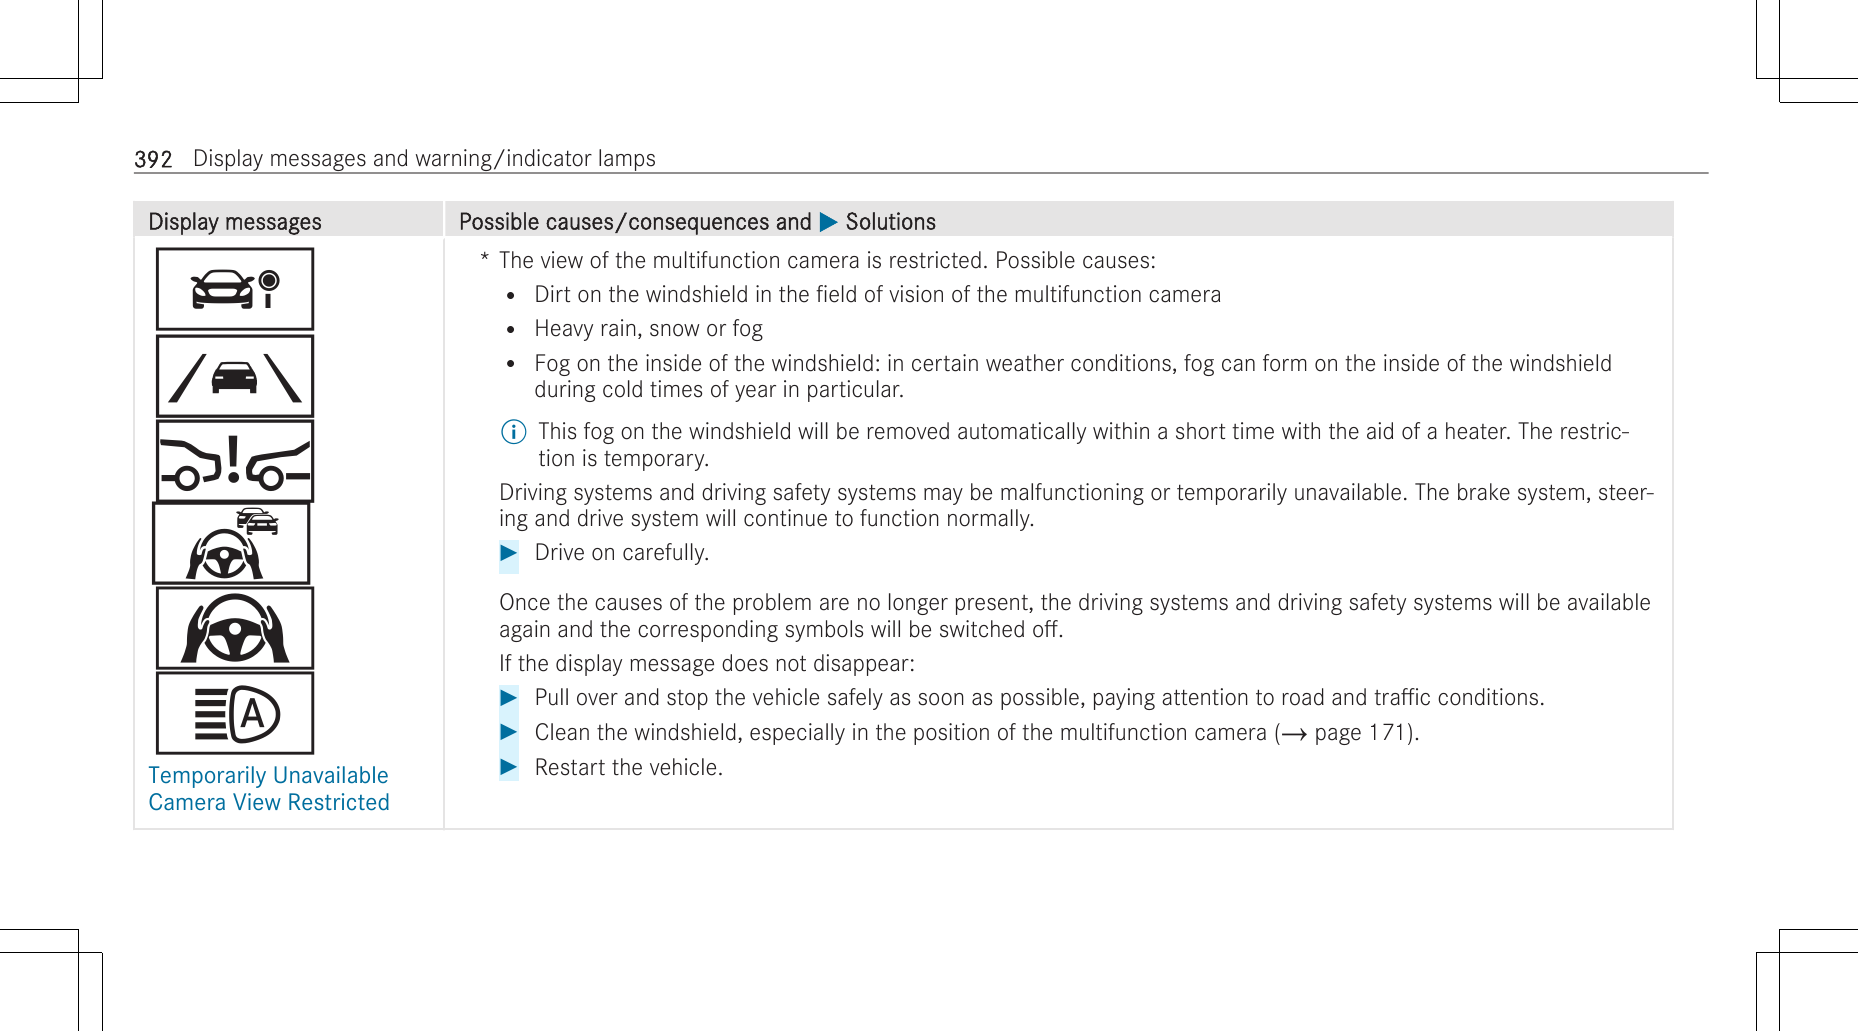 392 Display messages and warning/indicator lamps
Display messages
Possible causes/consequences and ▶ Solutions
A
Temporarily Unavailable
Camera View Restricted
* The view of the multifunction camera is restricted. Possible causes:
• Dirt on the windshield in the field of vision of the multifunction camera
• Heavy rain, snow or fog
• Fog on the inside of the windshield: in certain weather conditions, fog can form on the inside of the windshield
during cold times of year in particular.
i This fog on the windshield will be removed automatically within a short time with the aid of a heater. The restric-
tion is temporary.
Driving systems and driving safety systems may be malfunctioning or temporarily unavailable. The brake system, steer-
ing and drive system will continue to function normally.
▶ Drive on carefully.
Once the causes of the problem are no longer present, the driving systems and driving safety systems will be available
again and the corresponding symbols will be switched off.
If the display message does not disappear:
▶ Pull over and stop the vehicle safely as soon as possible, paying attention to road and traffic conditions.
▶ Clean the windshield, especially in the position of the multifunction camera (→ page 171).
▶ Restart the vehicle.